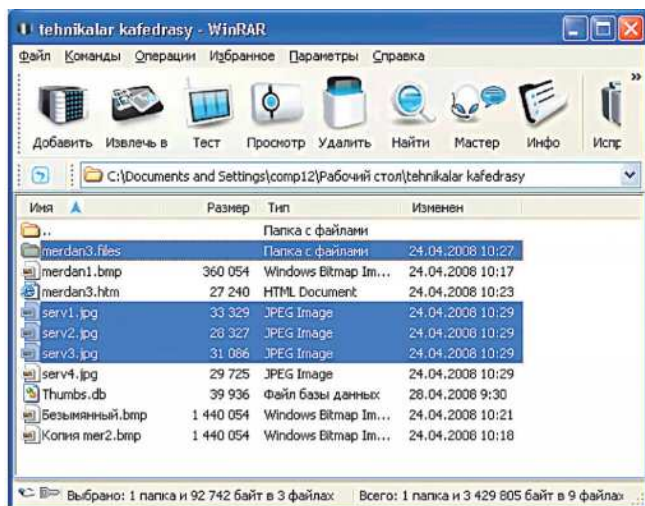 tehnikalar kafedrasy - WinRAR
Файл Команды Операции Избранное Параметры Справка
»
Добавить Извлечь в Тест Просмотр Удалить Найти Мастер Инфо Испр
C:\Documents and Settings\comp12\Рабочий стол\tehnikalar kafedrasy
Имя Размер Тип Изменен
.. Папка с файлами
merdan3.files Папка с файлами 24.04.2008 10:27
merdan1.bmp 360 054 Windows Bitmap Im... 24.04.2008 10:17
merdan3.htm 27 240 HTML Document 24.04.2008 10:23
serv1.jpg 33 329 JPEG Image 24.04.2008 10:29
serv2.jpg 28 327 JPEG Image 24.04.2008 10:29
serv3.jpg 31 086 JPEG Image 24.04.2008 10:29
serv4.jpg 29 725 JPEG Image 24.04.2008 10:29
Thumbs.db 39 936 Файл базы данных 28.04.2008 9:30
Безымянный.bmp 1 440 054 Windows Bitmap Im... 24.04.2008 10:21
Копия mer2.bmp 1 440 054 Windows Bitmap Im... 24.04.2008 10:18
Выбрано: 1 папка и 92 742 байт в 3 файлах Всего: 1 папка и 3 429 805 байт в 9 файлах